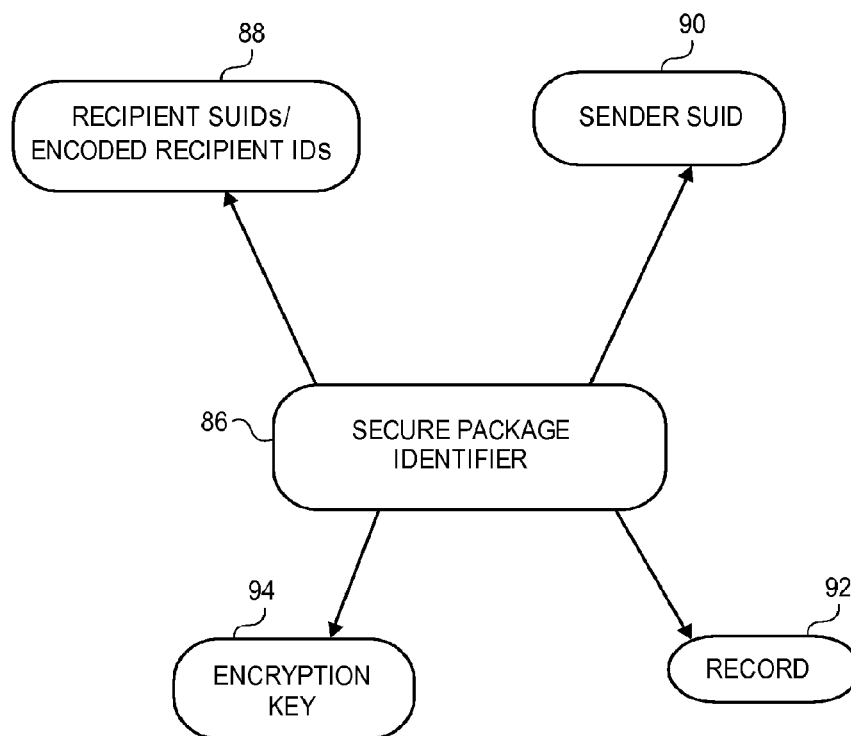 88
90
RECIPIENT SUIDs/
ENCODED RECIPIENT IDs
SENDER SUID
86
SECURE PACKAGE
IDENTIFIER
94
92
ENCRYPTION
KEY
RECORD